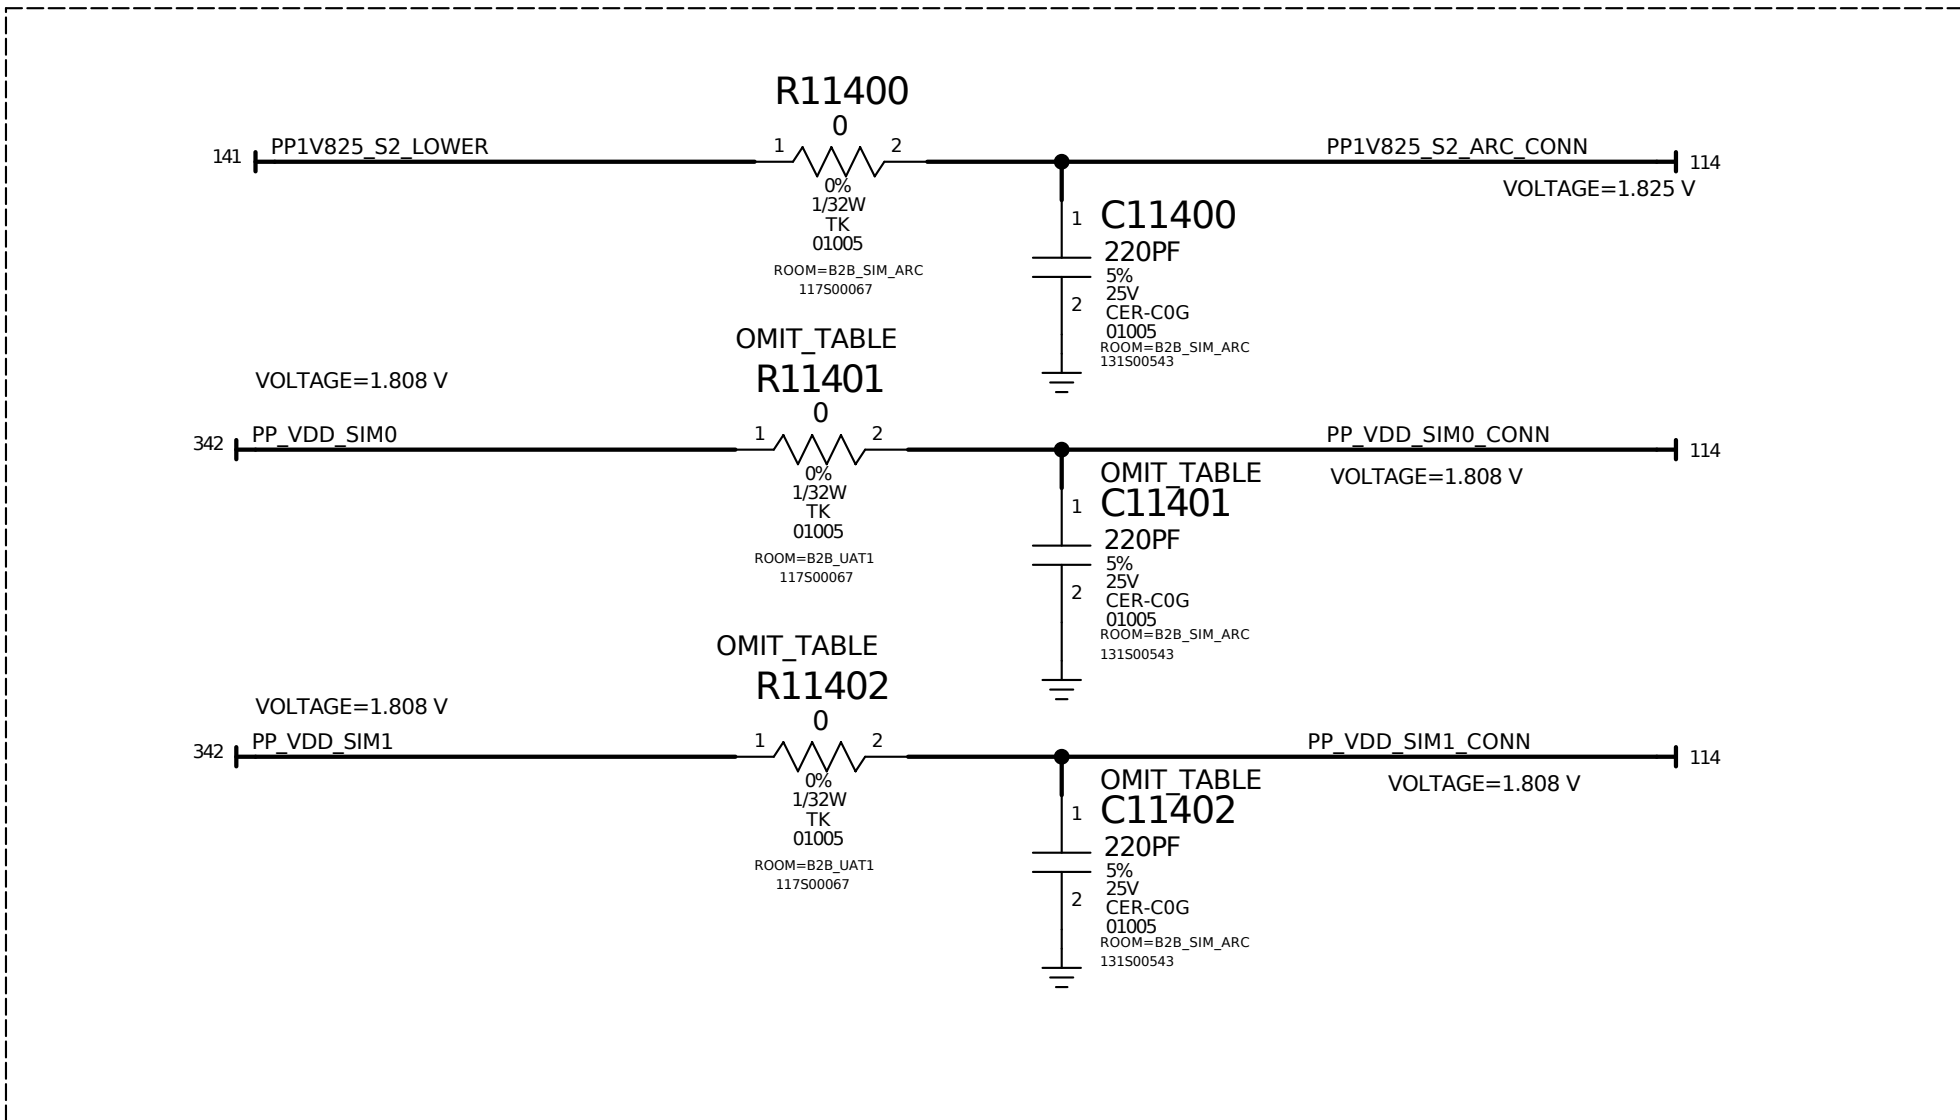 R11400
0
141 PP1V825_S2_LOWER 1 2 PP1V825_S2_ARC_CONN 114
VOLTAGE=1.825 V
0%
1/32W
TK
01005
ROOM=B2B_SIM_ARC
117S00067
1 C11400
220PF
5%
25V
2 CER-C0G
01005
ROOM=B2B_SIM_ARC
131S00543
OMIT_TABLE
R11401
VOLTAGE=1.808 V
0
342 PP_VDD_SIM0 1 2 PP_VDD_SIM0_CONN 114
VOLTAGE=1.808 V
0%
1/32W
TK
01005
ROOM=B2B_UAT1
117S00067
OMIT_TABLE
1 C11401
220PF
5%
25V
2 CER-C0G
01005
ROOM=B2B_SIM_ARC
131S00543
OMIT_TABLE
R11402
VOLTAGE=1.808 V
0
342 PP_VDD_SIM1 1 2 PP_VDD_SIM1_CONN 114
VOLTAGE=1.808 V
0%
1/32W
TK
01005
ROOM=B2B_UAT1
117S00067
OMIT_TABLE
1 C11402
220PF
5%
25V
2 CER-C0G
01005
ROOM=B2B_SIM_ARC
131S00543